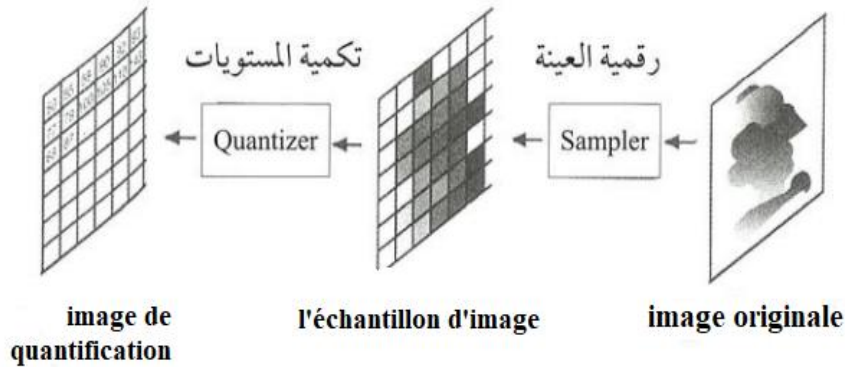 تكمية المستويات
رقمية العينة
Quantizer
Sampler
image de
quantification
l'échantillon d'image
image originale